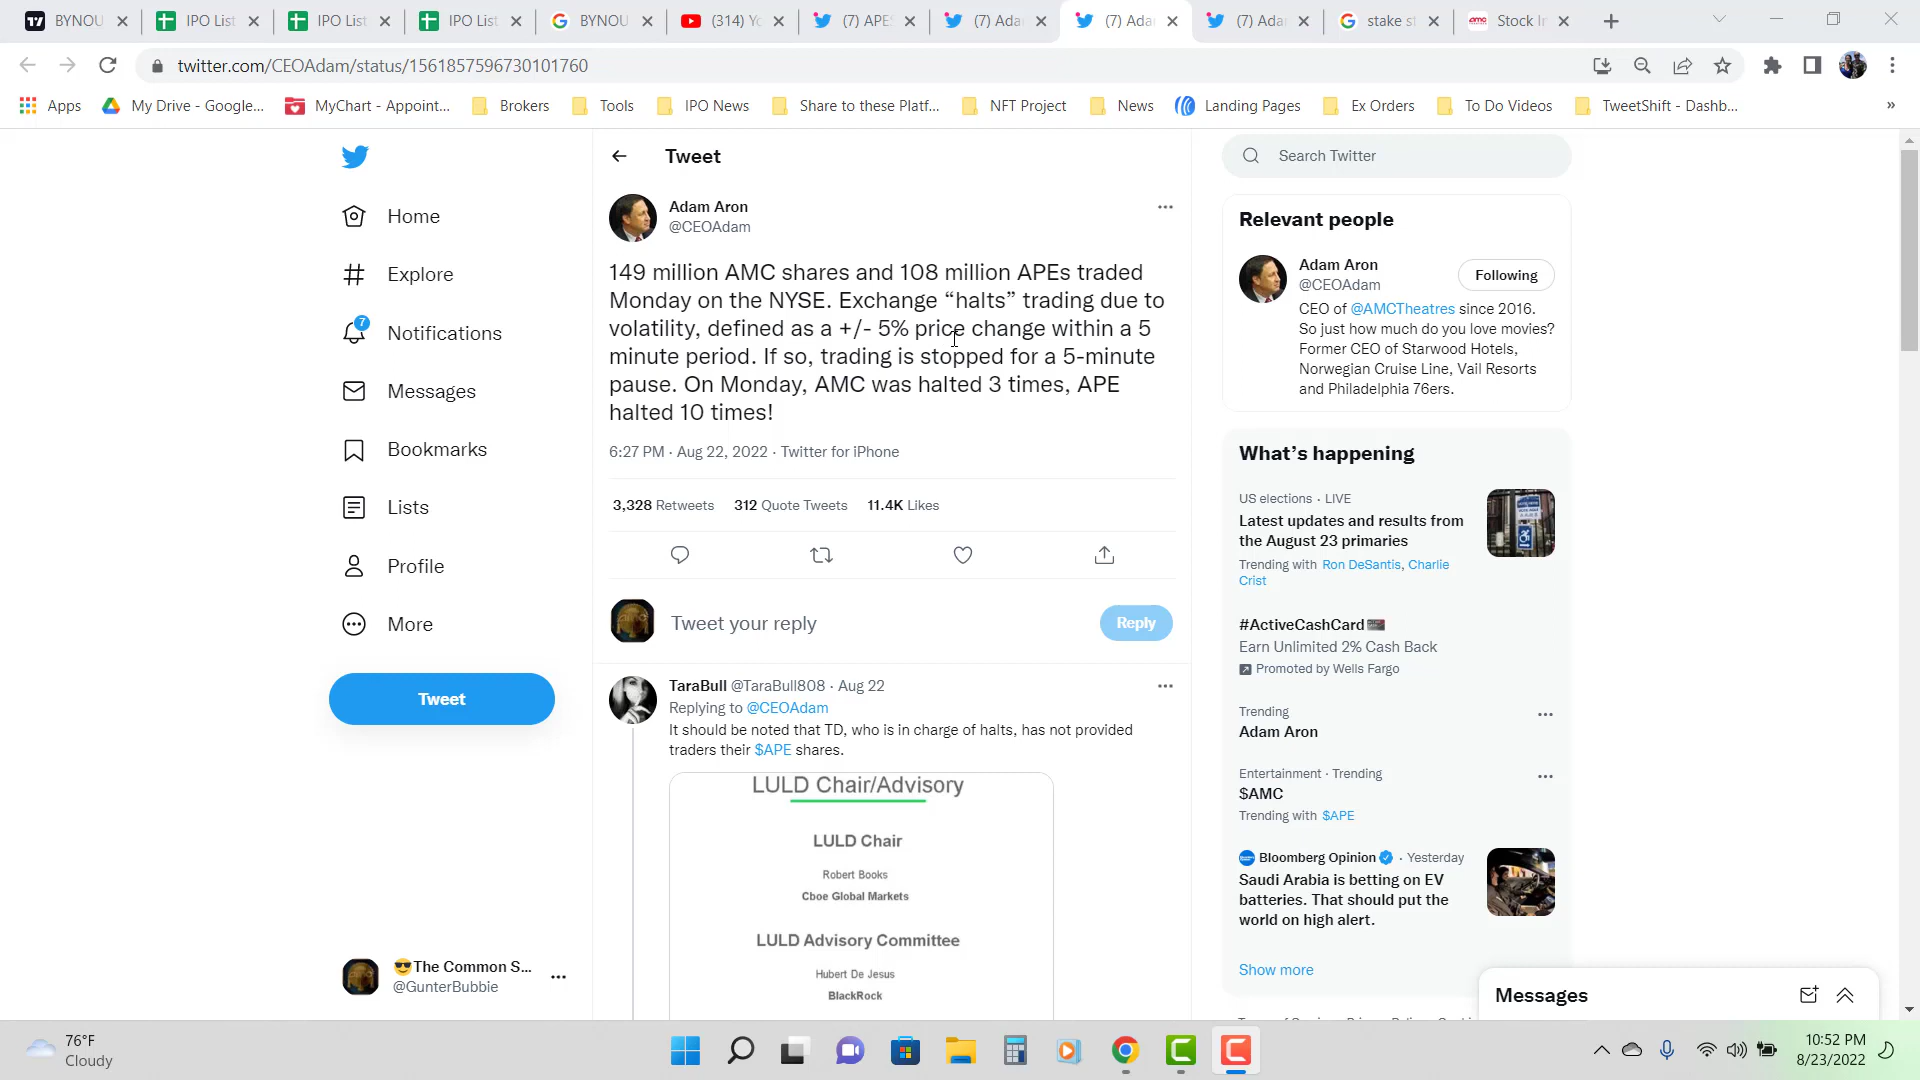 BYNOU
IPO List
IPO List
IPO List
BYNOU
(314) Yo
(7) APES
(7) Ada
(7) Ada
(7) Ada
stake st
Stock In
twitter.com/CEOAdam/status/1561857596730101760
Apps
My Drive - Google...
MyChart - Appoint...
Brokers
Tools
IPO News
Share to these Platf...
NFT Project
News
Landing Pages
Ex Orders
To Do Videos
TweetShift - Dashb...
»
Home
Explore
7
Notifications
Messages
Bookmarks
Lists
Profile
More
Tweet
😎The Common S...
@GunterBubbie
Tweet
Adam Aron
@CEOAdam
149 million AMC shares and 108 million APEs traded
Monday on the NYSE. Exchange “halts” trading due to
volatility, defined as a +/- 5% price change within a 5
minute period. If so, trading is stopped for a 5-minute
pause. On Monday, AMC was halted 3 times, APE
halted 10 times!
6:27 PM · Aug 22, 2022 · Twitter for iPhone
3,328 Retweets 312 Quote Tweets 11.4K Likes
Tweet your reply
Reply
TaraBull @TaraBull808 · Aug 22
Replying to @CEOAdam
It should be noted that TD, who is in charge of halts, has not provided
traders their $APE shares.
LULD Chair/Advisory
LULD Chair
Robert Books
Cboe Global Markets
LULD Advisory Committee
Hubert De Jesus
BlackRock
Search Twitter
Relevant people
Adam Aron
@CEOAdam
Following
CEO of @AMCTheatres since 2016.
So just how much do you love movies?
Former CEO of Starwood Hotels,
Norwegian Cruise Line, Vail Resorts
and Philadelphia 76ers.
What’s happening
US elections · LIVE
Latest updates and results from
the August 23 primaries
Trending with Ron DeSantis, Charlie
Crist
#ActiveCashCard
Earn Unlimited 2% Cash Back
Promoted by Wells Fargo
Trending
Adam Aron
Entertainment · Trending
$AMC
Trending with $APE
Bloomberg Opinion · Yesterday
Saudi Arabia is betting on EV
batteries. That should put the
world on high alert.
Show more
Messages
76°F
Cloudy
10:52 PM
8/23/2022